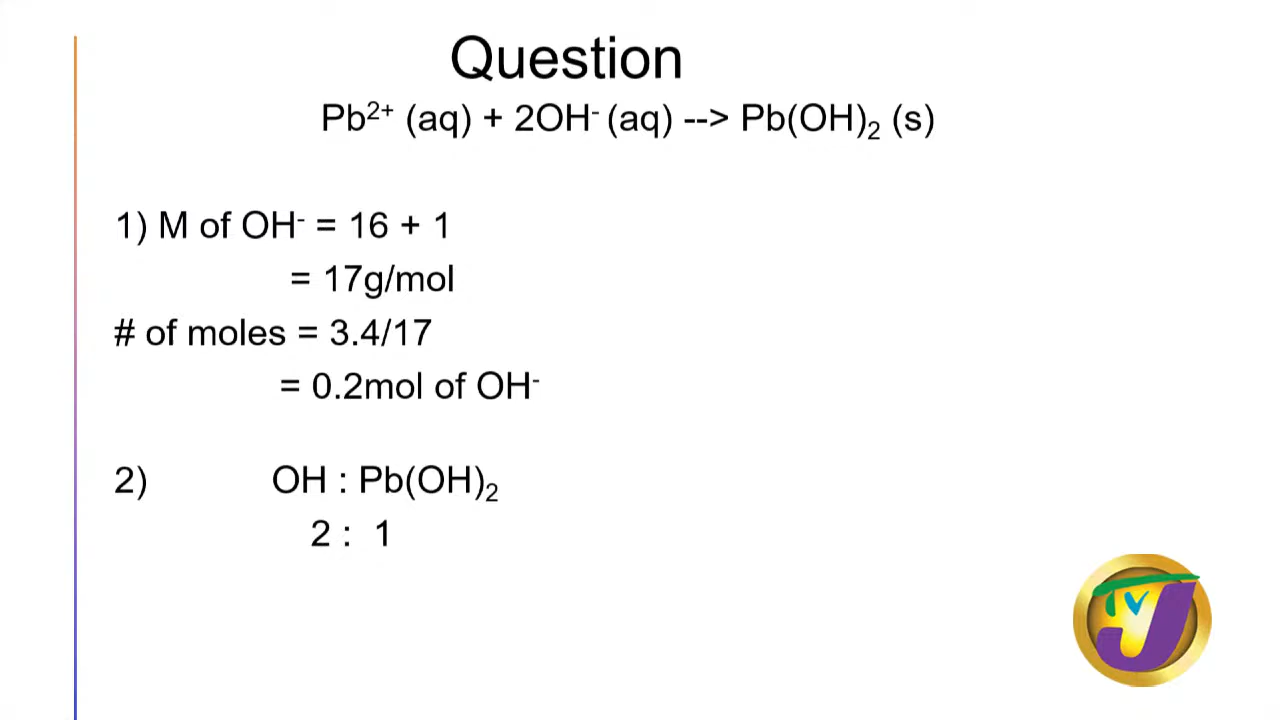 Question
Pb²⁺ (aq) + 2OH⁻ (aq) --> Pb(OH)₂ (s)
1) M of OH⁻ = 16 + 1
= 17g/mol
# of moles = 3.4/17
= 0.2mol of OH⁻
2) OH : Pb(OH)₂
2 : 1
TVJ